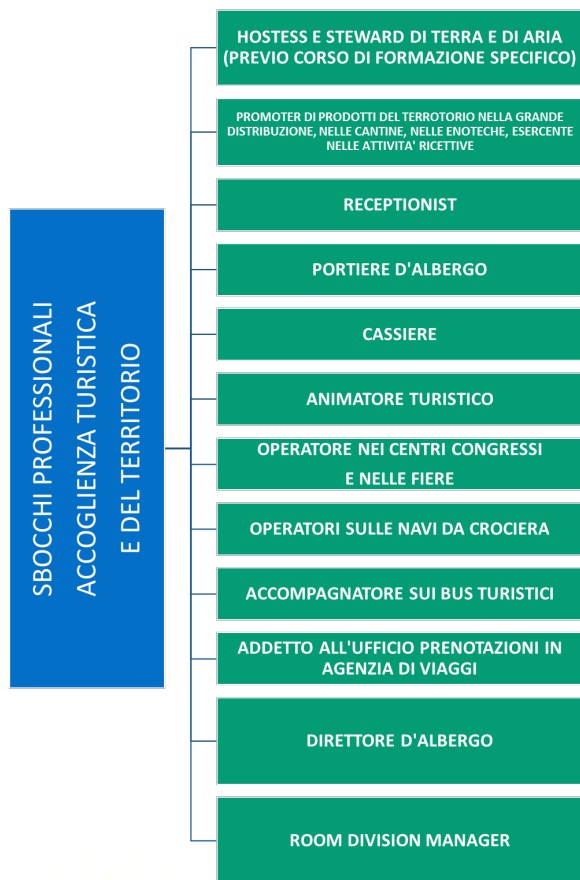 SBOCCHI PROFESSIONALI
ACCOGLIENZA TURISTICA
E DEL TERRITORIO
HOSTESS E STEWARD DI TERRA E DI ARIA
(PREVIO CORSO DI FORMAZIONE SPECIFICO)
PROMOTER DI PRODOTTI DEL TERROTORIO NELLA GRANDE
DISTRIBUZIONE, NELLE CANTINE, NELLE ENOTECHE, ESERCENTE
NELLE ATTIVITA' RICETTIVE
RECEPTIONIST
PORTIERE D'ALBERGO
CASSIERE
ANIMATORE TURISTICO
OPERATORE NEI CENTRI CONGRESSI
E NELLE FIERE
OPERATORI SULLE NAVI DA CROCIERA
ACCOMPAGNATORE SUI BUS TURISTICI
ADDETTO ALL'UFFICIO PRENOTAZIONI IN
AGENZIA DI VIAGGI
DIRETTORE D'ALBERGO
ROOM DIVISION MANAGER